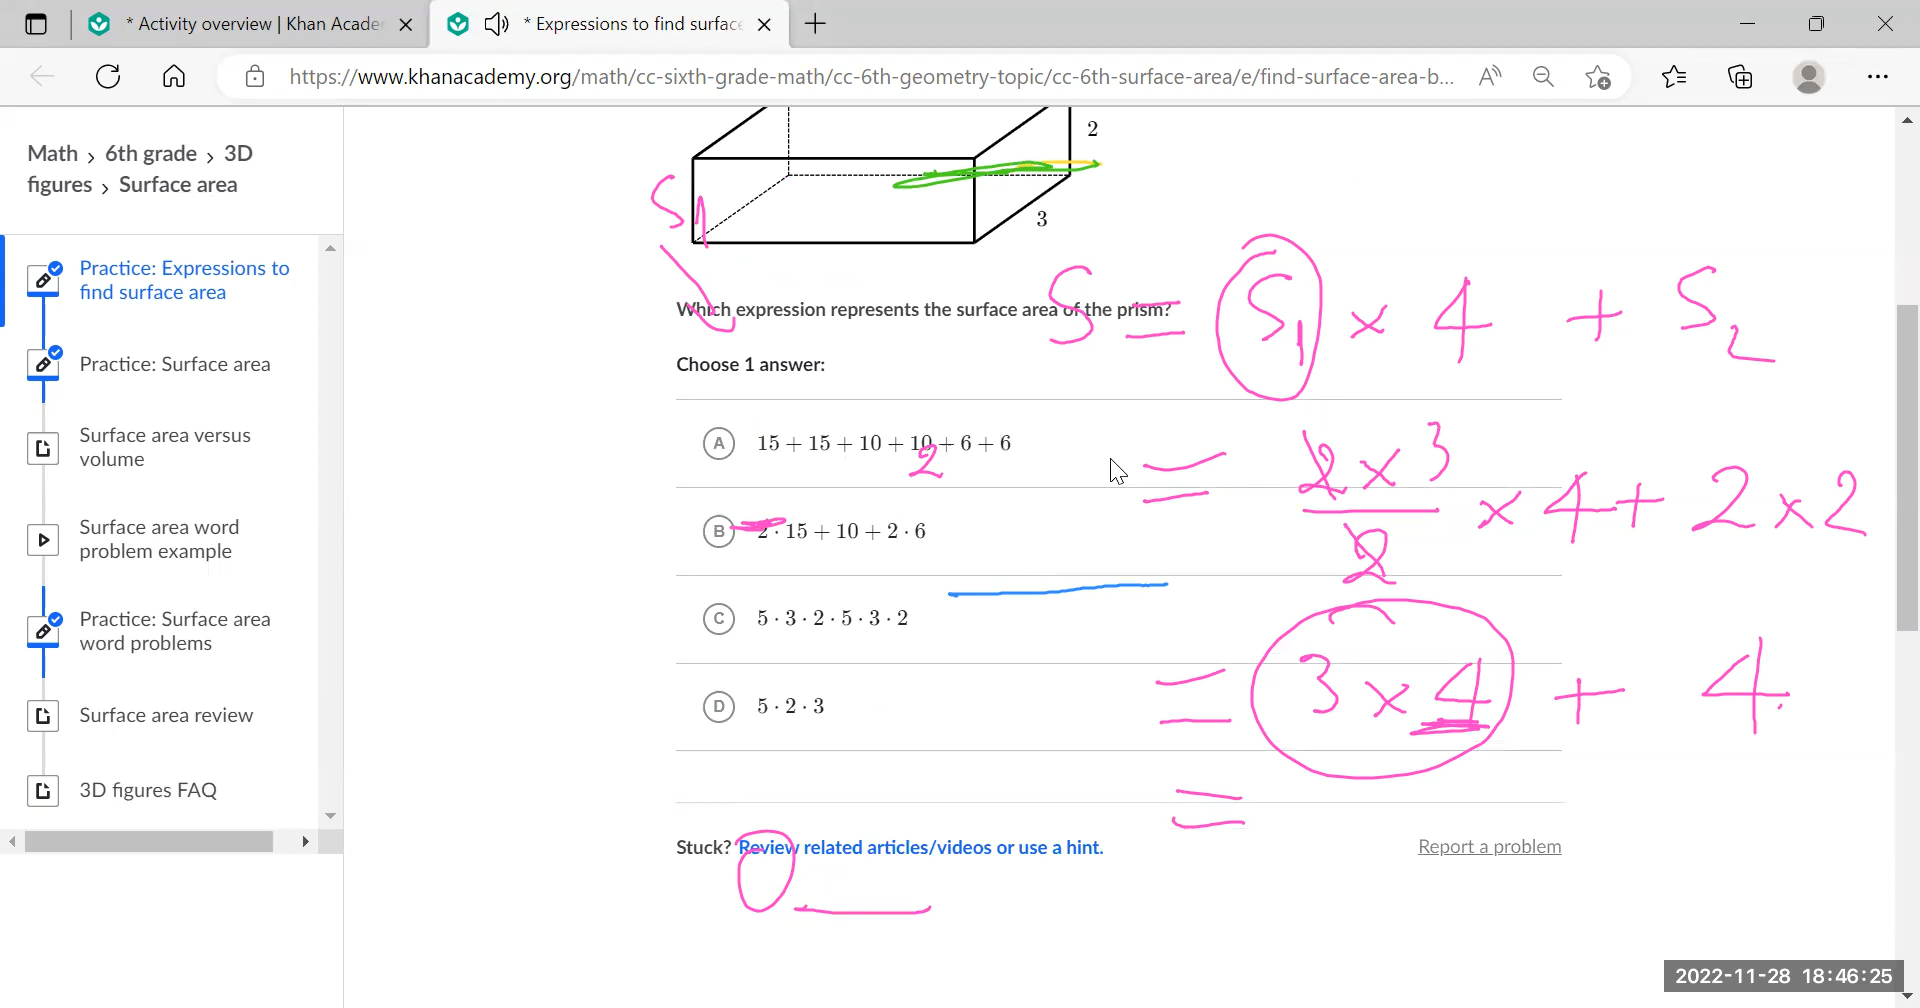 * Activity overview | Khan Acade
* Expressions to find surfac
https://www.khanacademy.org/math/cc-sixth-grade-math/cc-6th-geometry-topic/cc-6th-surface-area/e/find-surface-area-b...
Math > 6th grade > 3D
figures > Surface area
Practice: Expressions to
find surface area
Practice: Surface area
Surface area versus
volume
Surface area word
problem example
Practice: Surface area
word problems
Surface area review
3D figures FAQ
2
3
S1
Which expression represents the surface area of the prism?
S = S1 × 4 + S2
Choose 1 answer:
A 15 + 15 + 10 + 10 + 6 + 6
2
= 2 × 3 / 2 × 4 + 2 × 2
B 2 · 15 + 10 + 2 · 6
C 5 · 3 · 2 · 5 · 3 · 2
= 3 × 4 + 4.
D 5 · 2 · 3
=
Stuck? Review related articles/videos or use a hint.
Report a problem
2022-11-28 18:46:25